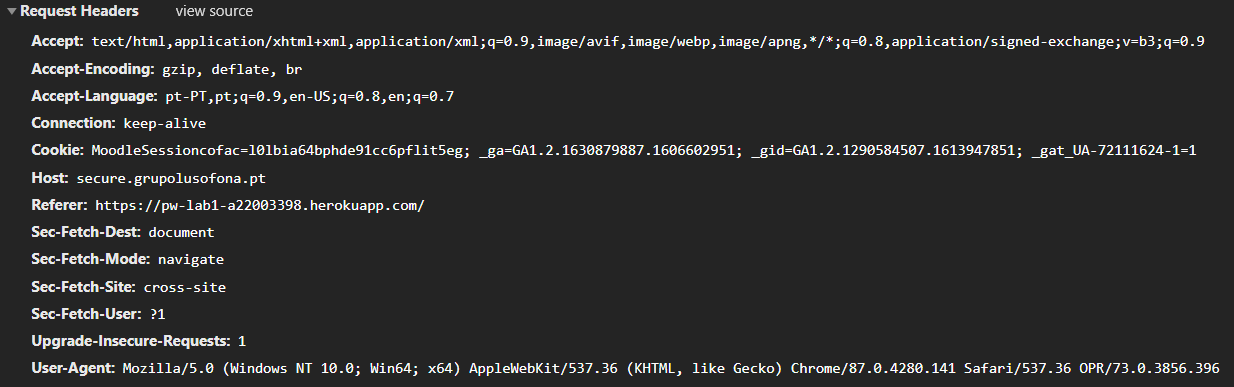 Request Headers view source
Accept: text/html,application/xhtml+xml,application/xml;q=0.9,image/avif,image/webp,image/apng,*/*;q=0.8,application/signed-exchange;v=b3;q=0.9
Accept-Encoding: gzip, deflate, br
Accept-Language: pt-PT,pt;q=0.9,en-US;q=0.8,en;q=0.7
Connection: keep-alive
Cookie: MoodleSessioncofac=l0lbia64bphde91cc6pflit5eg; _ga=GA1.2.1630879887.1606602951; _gid=GA1.2.1290584507.1613947851; _gat_UA-72111624-1=1
Host: secure.grupolusofona.pt
Referer: https://pw-lab1-a22003398.herokuapp.com/
Sec-Fetch-Dest: document
Sec-Fetch-Mode: navigate
Sec-Fetch-Site: cross-site
Sec-Fetch-User: ?1
Upgrade-Insecure-Requests: 1
User-Agent: Mozilla/5.0 (Windows NT 10.0; Win64; x64) AppleWebKit/537.36 (KHTML, like Gecko) Chrome/87.0.4280.141 Safari/537.36 OPR/73.0.3856.396